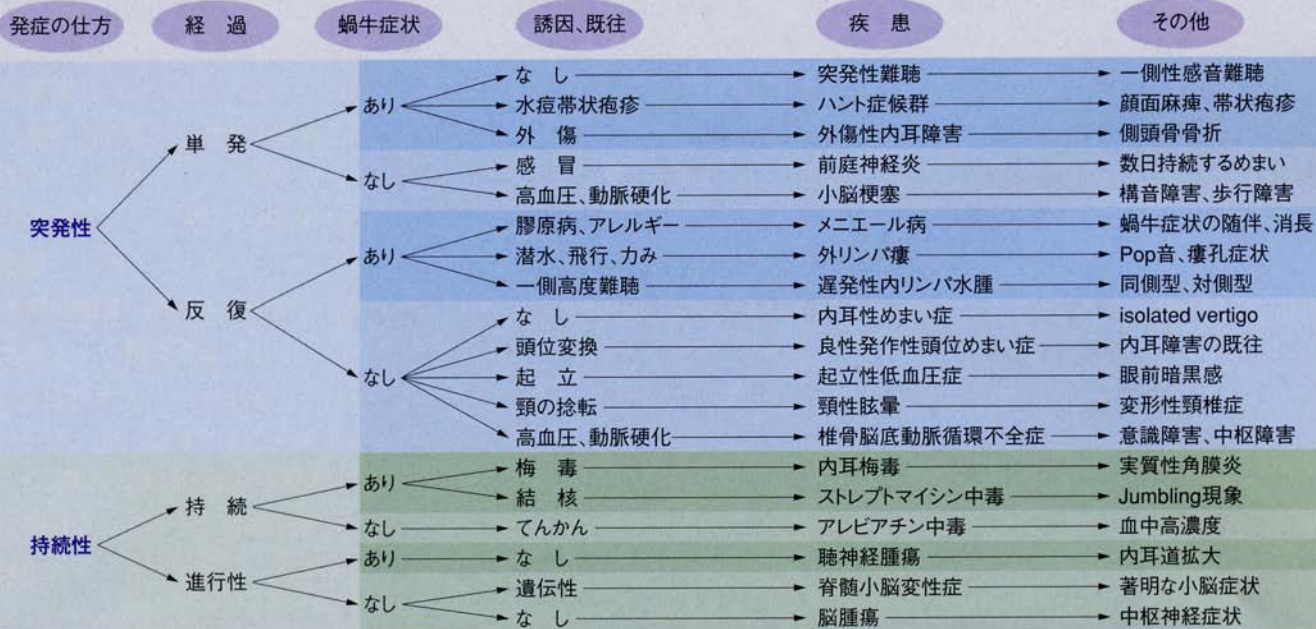 発症の仕方 経 過 蝸牛症状 誘因、既往 疾 患 その他
な し 突発性難聴 一側性感音難聴
あり 水痘帯状疱疹 ハント症候群 顔面麻痺、帯状疱疹
外 傷 外傷性内耳障害 側頭骨骨折
単 発
感 冒 前庭神経炎 数日持続するめまい
なし
高血圧、動脈硬化 小脳梗塞 構音障害、歩行障害
突発性
膠原病、アレルギー メニエール病 蝸牛症状の随伴、消長
あり 潜水、飛行、力み 外リンパ瘻 Pop音、瘻孔症状
一側高度難聴 遅発性内リンパ水腫 同側型、対側型
反 復
な し 内耳性めまい症 isolated vertigo
頭位変換 良性発作性頭位めまい症 内耳障害の既往
なし 起 立 起立性低血圧症 眼前暗黒感
頸の捻転 頸性眩暈 変形性頸椎症
高血圧、動脈硬化 椎骨脳底動脈循環不全症 意識障害、中枢障害
梅 毒 内耳梅毒 実質性角膜炎
あり
持 続 結 核 ストレプトマイシン中毒 Jumbling現象
なし てんかん アレビアチン中毒 血中高濃度
持続性
あり な し 聴神経腫瘍 内耳道拡大
進行性
遺伝性 脊髄小脳変性症 著明な小脳症状
なし
な し 脳腫瘍 中枢神経症状